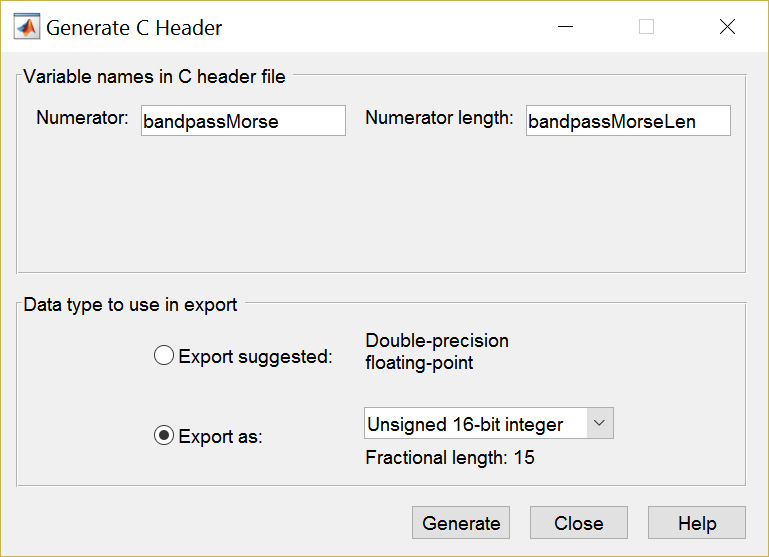 Generate C Header
Variable names in C header file
Numerator: bandpassMorse Numerator length: bandpassMorseLen
Data type to use in export
Export suggested: Double-precision
floating-point
Export as: Unsigned 16-bit integer
Fractional length: 15
Generate Close Help